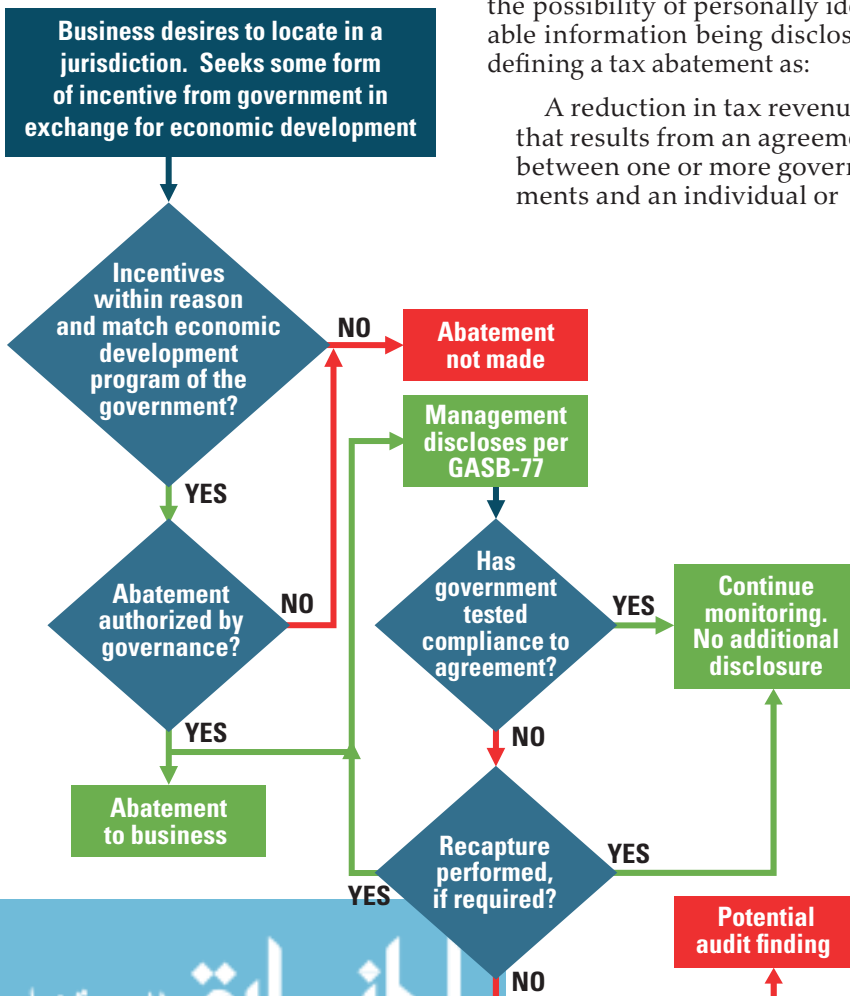 the possibility of personally
able information being
defining a tax abatement as:
A reduction in tax
that results from an
between one or more
ments and an individual or
Business desires to locate in a
jurisdiction. Seeks some form
of incentive from government in
exchange for economic development
Incentives
within reason
and match economic
development
program of the
government?
NO
Abatement
not made
YES
Management
discloses per
GASB-77
Abatement
authorized by
governance?
NO
Has
government
tested
compliance to
agreement?
YES
Continue
monitoring.
No additional
disclosure
YES
NO
Abatement
to business
Recapture
performed,
if required?
YES
YES
Potential
audit finding
NO